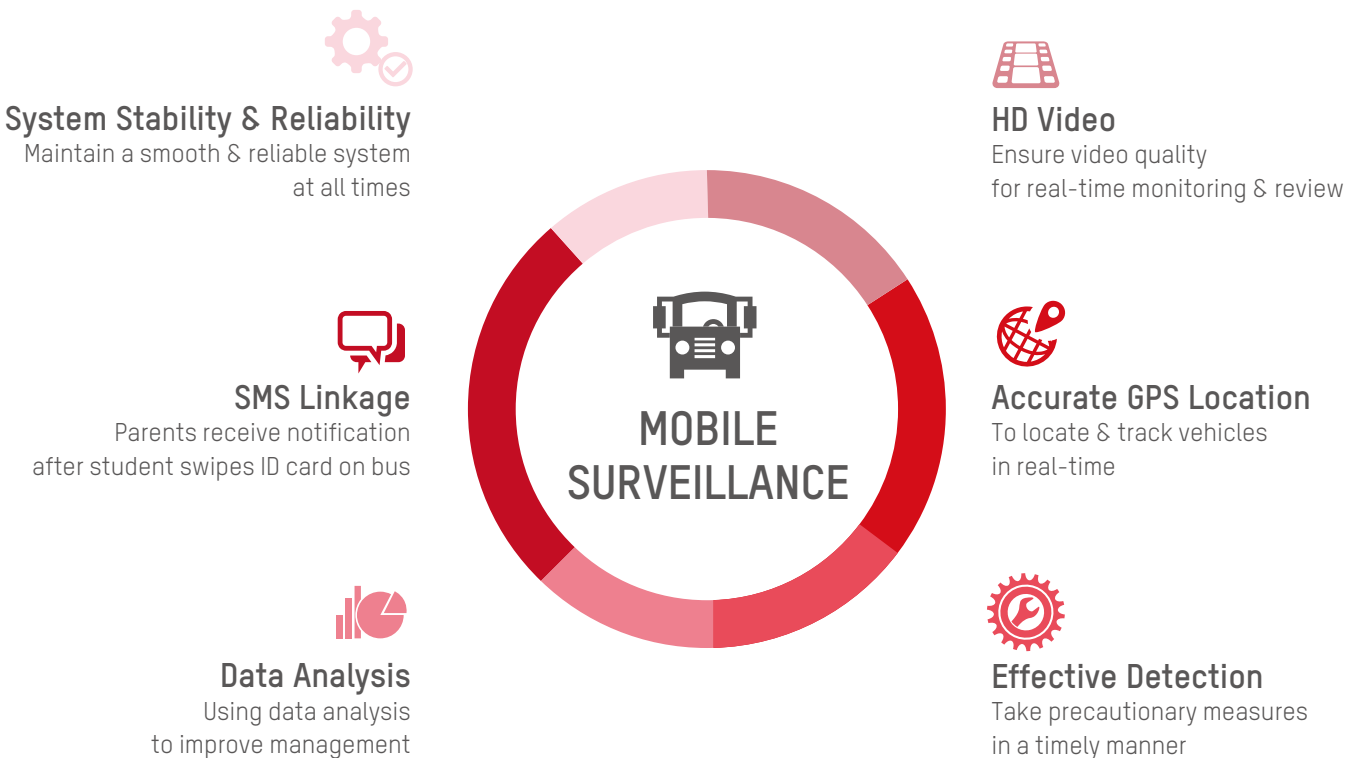 System Stability & Reliability
Maintain a smooth & reliable system
at all times
HD Video
Ensure video quality
for real-time monitoring & review
SMS Linkage
Parents receive notification
after student swipes ID card on bus
MOBILE
SURVEILLANCE
Accurate GPS Location
To locate & track vehicles
in real-time
Data Analysis
Using data analysis
to improve management
Effective Detection
Take precautionary measures
in a timely manner